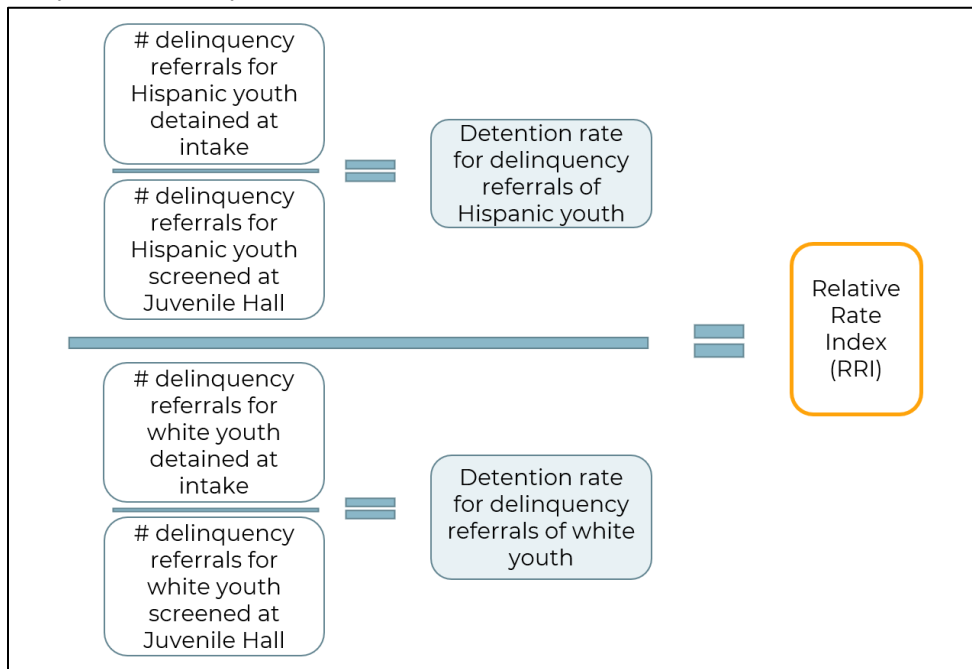 # delinquency
referrals for
Hispanic youth
detained at
intake
# delinquency
referrals for
Hispanic youth
screened at
Juvenile Hall
Detention rate
for delinquency
referrals of
Hispanic youth
# delinquency
referrals for
white youth
detained at
intake
# delinquency
referrals for
white youth
screened at
Juvenile Hall
Detention rate
for delinquency
referrals of white
youth
Relative
Rate
Index
(RRI)